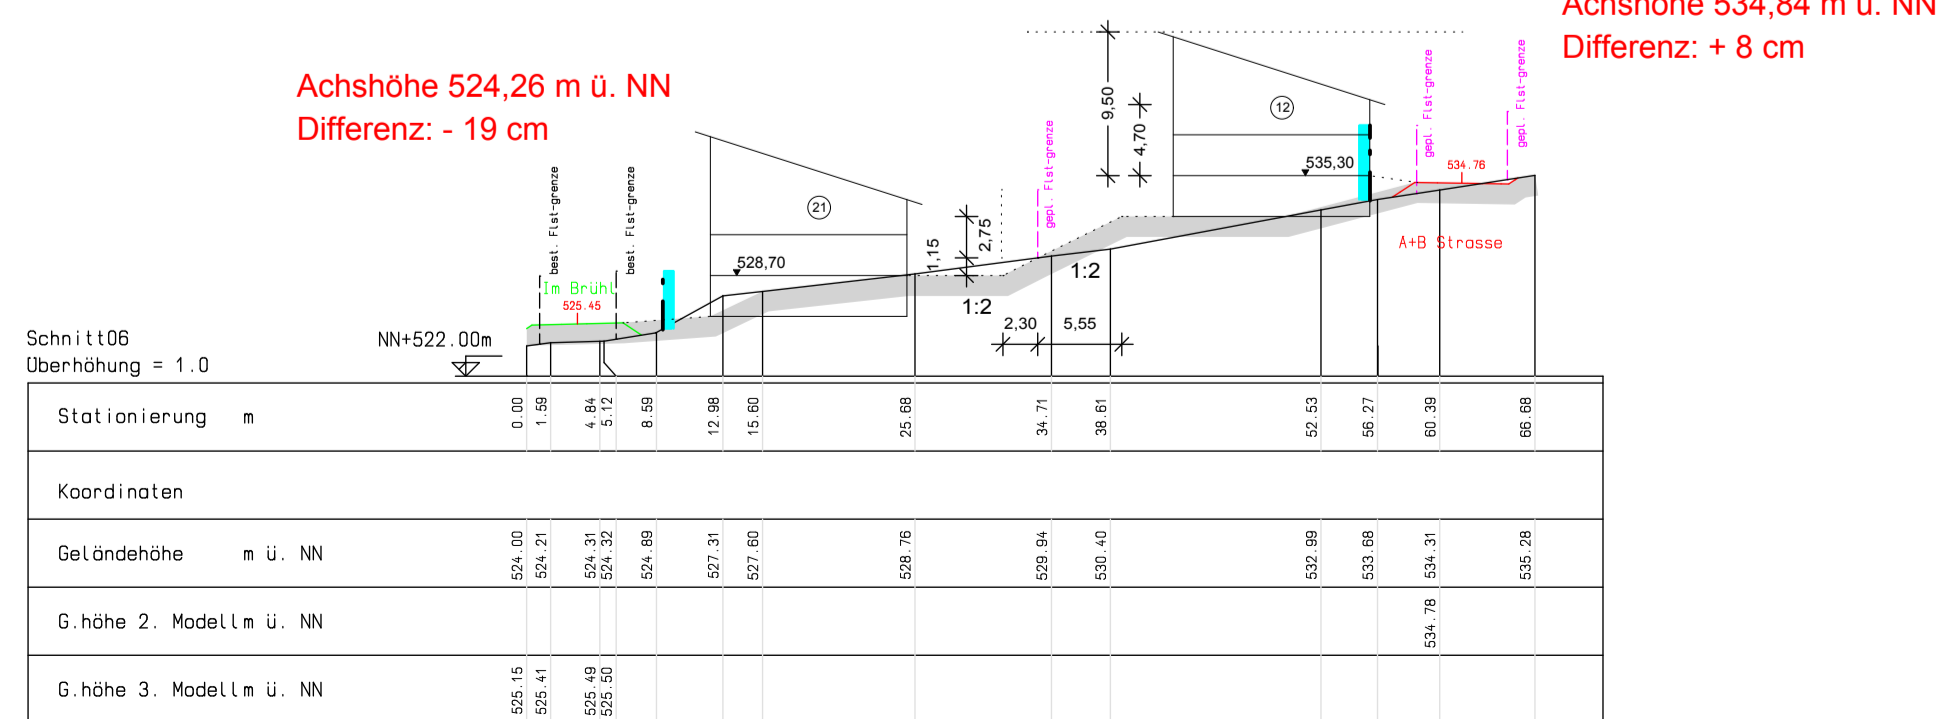 Achshöhe 534,84 m ü. NN
Differenz: + 8 cm
Achshöhe 524,26 m ü. NN
Differenz: - 19 cm
best. Flst-grenze
best. Flst-grenze
gepl. Flst-grenze
gepl. Flst-grenze
gepl. Flst-grenze
9,50
4,70
12
535,30
534.76
21
528,70
1,15
2,75
1:2
1:2
A+B Strasse
Im Brühl
525.45
2,30
5,55
Schnitt06
Überhöhung = 1.0
NN+522.00m
Stationierung m 0.00 1.59 4.84 5.12 8.59 12.98 15.60 25.68 34.71 38.61 52.53 56.27 60.39 66.68
Koordinaten
Geländehöhe m ü. NN 524.00 524.21 524.31 524.32 524.89 527.31 527.60 528.76 529.94 530.40 532.99 533.68 534.31 535.28
G.höhe 2. Modell m ü. NN 534.78
G.höhe 3. Modell m ü. NN 525.15 525.41 525.49 525.50